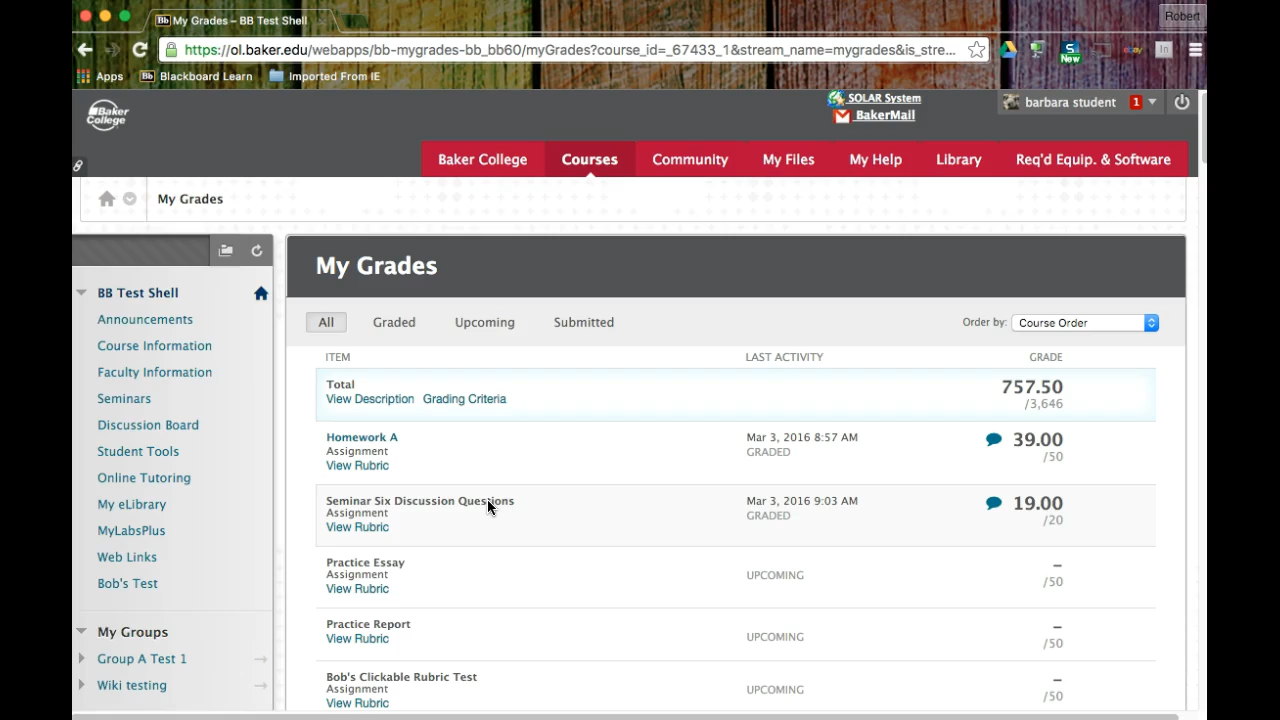 My Grades – BB Test Shell
Robert
https://ol.baker.edu/webapps/bb-mygrades-bb_bb60/myGrades?course_id=_67433_1&stream_name=mygrades&is_stre...
S
New
ebay
In
Apps
Bb Blackboard Learn
Imported From IE
Baker
College
SOLAR System
BakerMail
barbara student
1
Baker College
Courses
Community
My Files
My Help
Library
Req'd Equip. & Software
My Grades
BB Test Shell
Announcements
Course Information
Faculty Information
Seminars
Discussion Board
Student Tools
Online Tutoring
My eLibrary
MyLabsPlus
Web Links
Bob's Test
My Groups
Group A Test 1
Wiki testing
My Grades
All Graded Upcoming Submitted
Order by: Course Order
ITEM LAST ACTIVITY GRADE
Total
View Description Grading Criteria
757.50
/3,646
Homework A
Assignment
View Rubric
Mar 3, 2016 8:57 AM
GRADED
39.00
/50
Seminar Six Discussion Questions
Assignment
View Rubric
Mar 3, 2016 9:03 AM
GRADED
19.00
/20
Practice Essay
Assignment
View Rubric
UPCOMING
–
/50
Practice Report
View Rubric
UPCOMING
–
/50
Bob's Clickable Rubric Test
Assignment
View Rubric
UPCOMING
–
/50